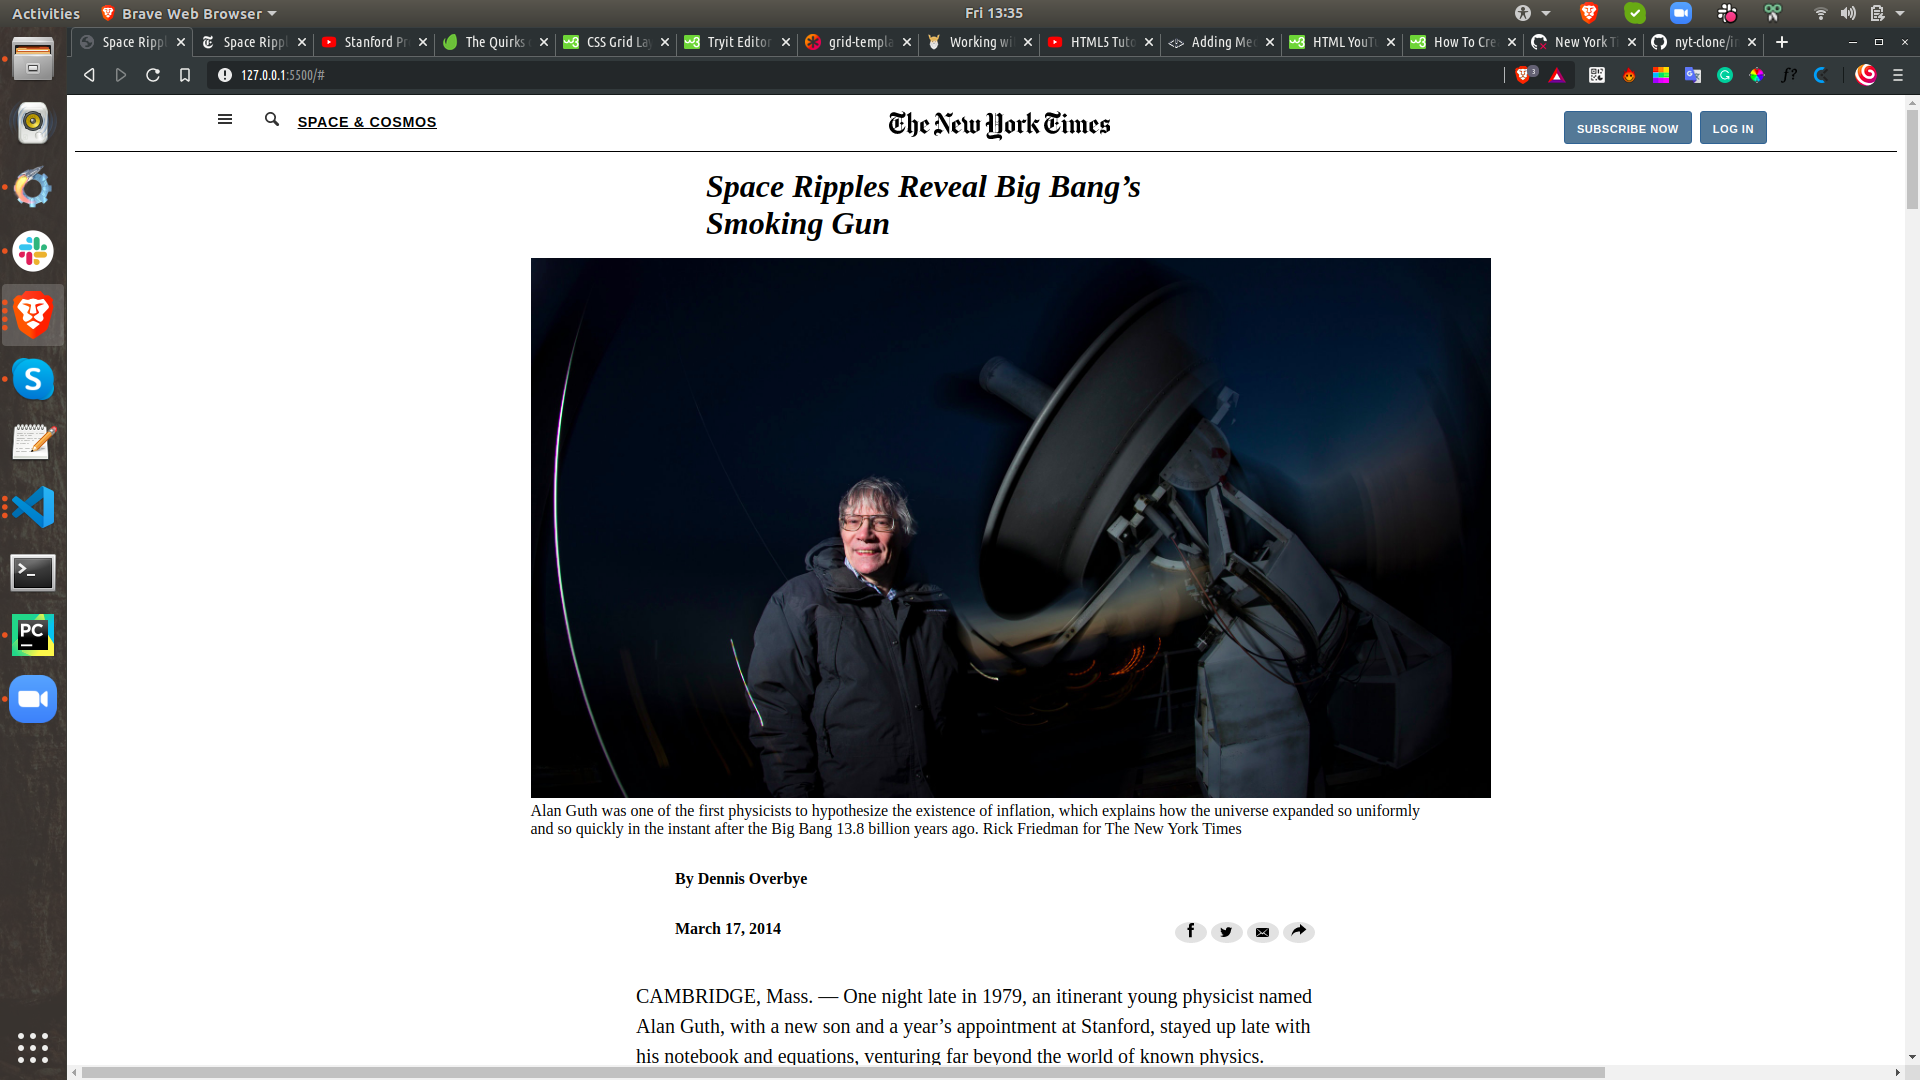 Activities
Brave Web Browser
Fri 13:35
Space Rippl
Space Rippl
Stanford Pr
The Quirks
CSS Grid La
Tryit Editor
grid-templa
Working wi
HTML5 Tuto
Adding Me
HTML YouTu
How To Cre
New York Ti
nyt-clone/in
127.0.0.1:5500/#
3
f?
SPACE & COSMOS
The New York Times
SUBSCRIBE NOW
LOG IN
Space Ripples Reveal Big Bang’s
Smoking Gun
Alan Guth was one of the first physicists to hypothesize the existence of inflation, which explains how the universe expanded so uniformly
and so quickly in the instant after the Big Bang 13.8 billion years ago. Rick Friedman for The New York Times
By Dennis Overbye
March 17, 2014
CAMBRIDGE, Mass. — One night late in 1979, an itinerant young physicist named
Alan Guth, with a new son and a year’s appointment at Stanford, stayed up late with
his notebook and equations, venturing far beyond the world of known physics.
PC